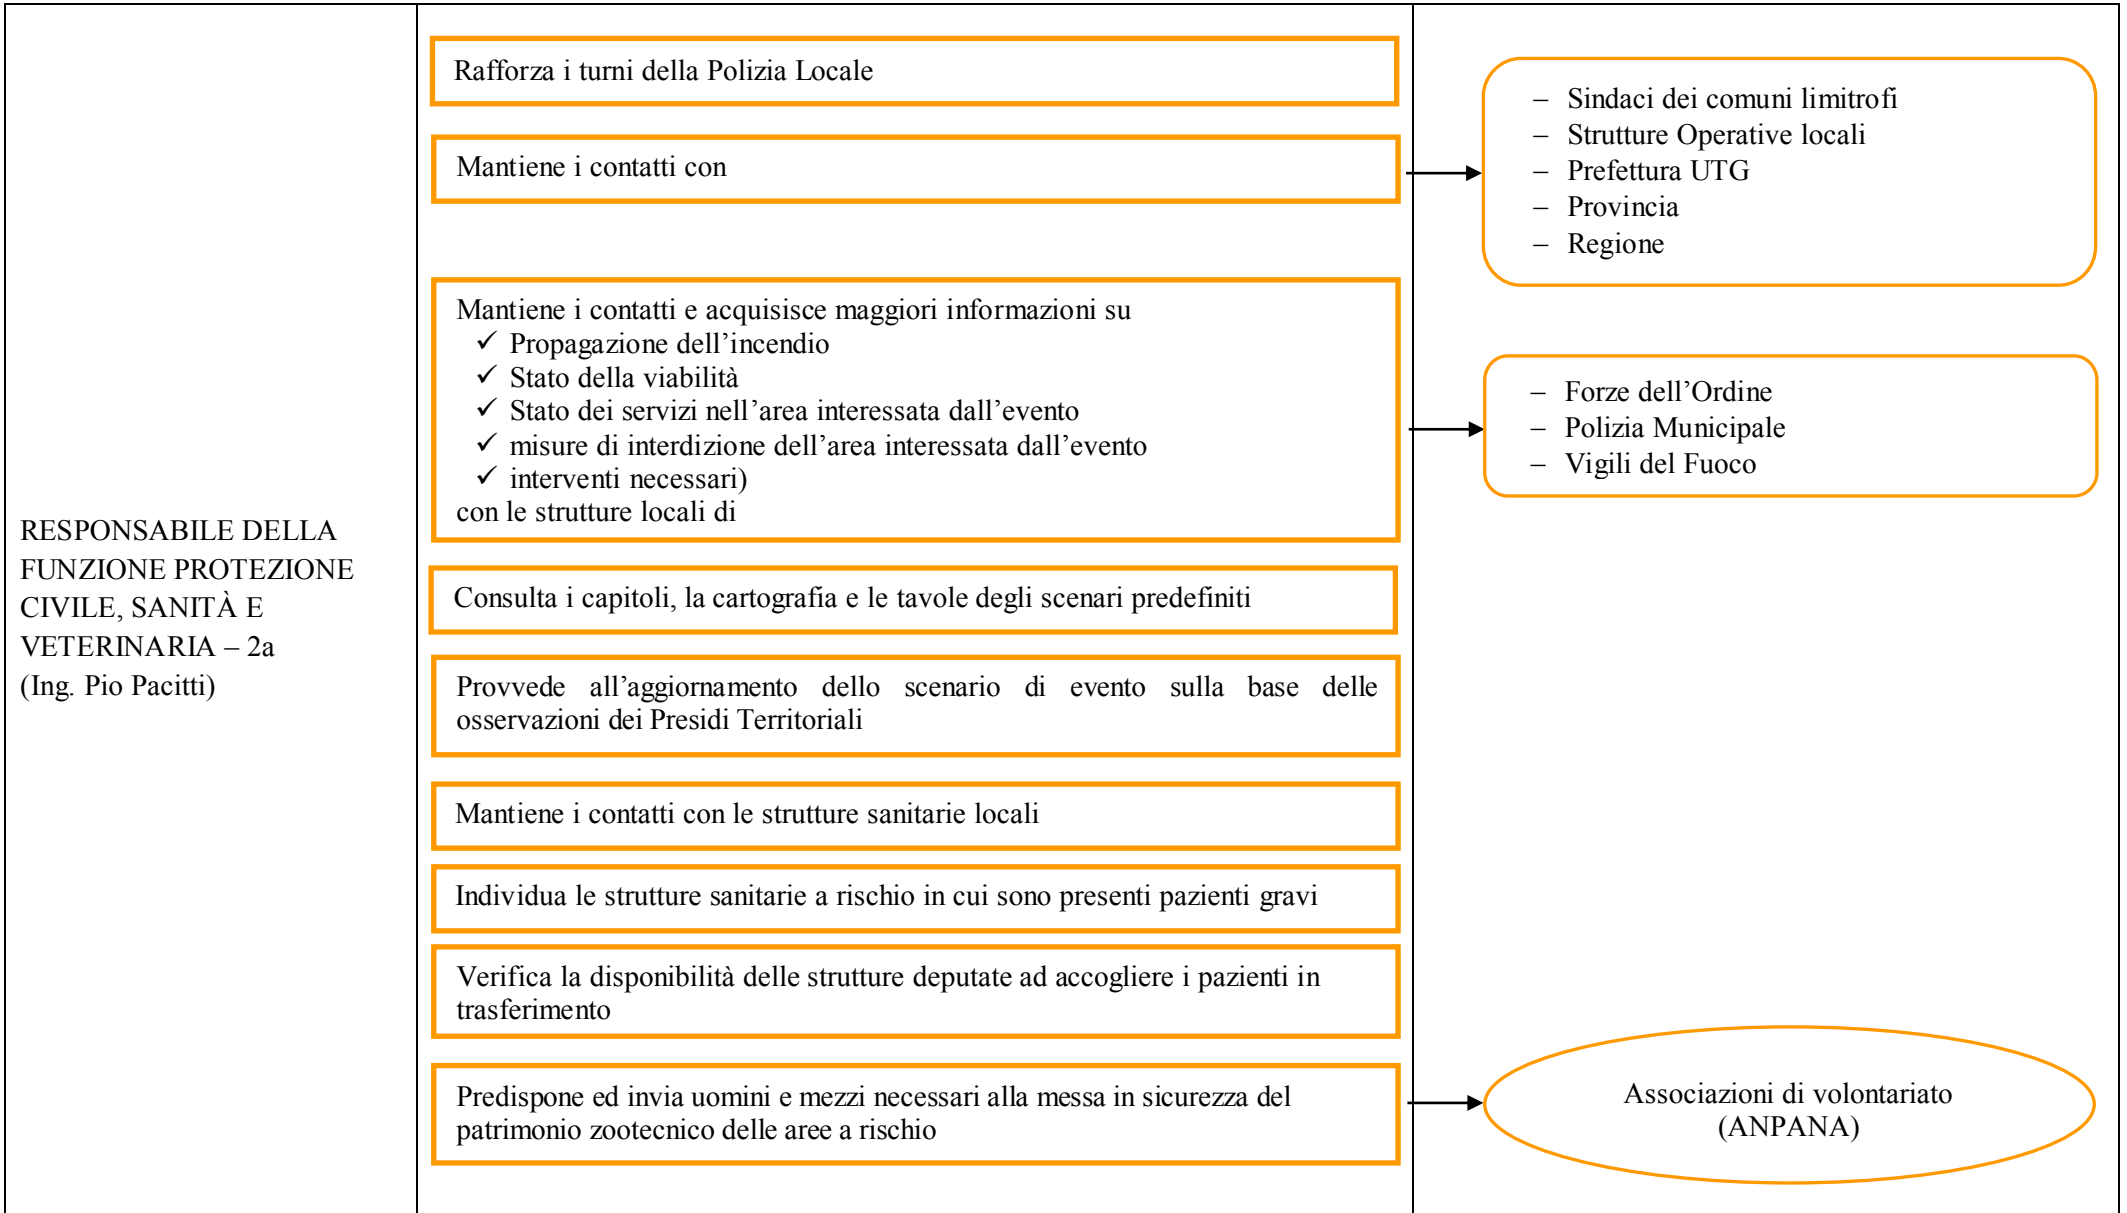 RESPONSABILE DELLA
FUNZIONE PROTEZIONE
CIVILE, SANITÀ E
VETERINARIA – 2a
(Ing. Pio Pacitti)
Rafforza i turni della Polizia Locale
Mantiene i contatti con
– Sindaci dei comuni limitrofi
– Strutture Operative locali
– Prefettura UTG
– Provincia
– Regione
Mantiene i contatti e acquisisce maggiori informazioni su
✓ Propagazione dell’incendio
✓ Stato della viabilità
✓ Stato dei servizi nell’area interessata dall’evento
✓ misure di interdizione dell’area interessata dall’evento
✓ interventi necessari)
con le strutture locali di
– Forze dell’Ordine
– Polizia Municipale
– Vigili del Fuoco
Consulta i capitoli, la cartografia e le tavole degli scenari predefiniti
Provvede all’aggiornamento dello scenario di evento sulla base delle
osservazioni dei Presidi Territoriali
Mantiene i contatti con le strutture sanitarie locali
Individua le strutture sanitarie a rischio in cui sono presenti pazienti gravi
Verifica la disponibilità delle strutture deputate ad accogliere i pazienti in
trasferimento
Predispone ed invia uomini e mezzi necessari alla messa in sicurezza del
patrimonio zootecnico delle aree a rischio
Associazioni di volontariato
(ANPANA)